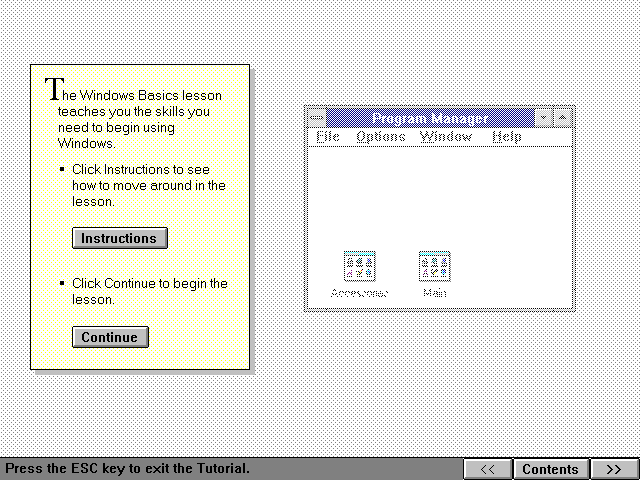 The Windows Basics lesson
teaches you the skills you
need to begin using
Windows.
▪ Click Instructions to see
how to move around in the
lesson.
Instructions
▪ Click Continue to begin the
lesson.
Continue
Program Manager
File Options Window Help
Accessories Main
Press the ESC key to exit the Tutorial.
<< Contents >>